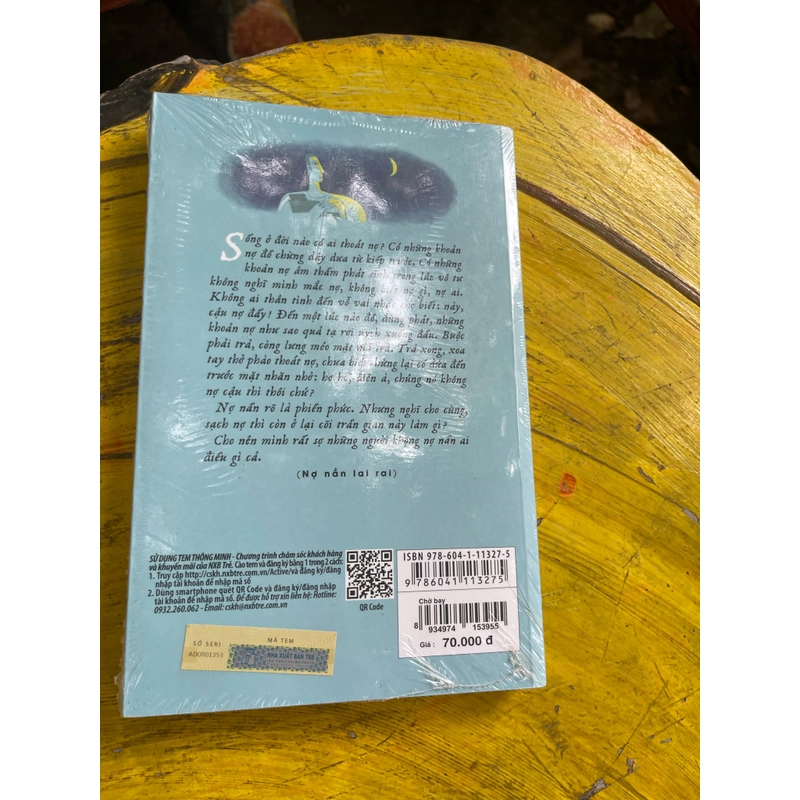 Sống ở đời nào có ai thoát nợ? Có những khoản
nợ đồ chừng dây dưa từ kiếp trước. Có những
khoản nợ âm thầm phát sinh trong lúc vô tư
không nghĩ mình mắc nợ, không nợ gì, nợ ai.
Không ai thân tình đến vỗ vai cho biết: này,
cậu nợ đấy! Đến một lúc nào đó, đùng phát, những
khoản nợ như sao quả tạ rơi uỵch xuống đầu. Buộc
phải trả, còng lưng méo mặt mà trả. Trả xong, xoa
tay thở phào thoát nợ, chưa biết chừng lại có đứa đến
trước mặt nhăn nhở: hơ hơ, điên à, chúng nó không
nợ cậu thì thôi chứ?
Nợ nần rõ là phiền phức. Nhưng nghĩ cho cùng,
sạch nợ thì còn ở lại cõi trần gian này làm gì?
Cho nên mình rất sợ những người không nợ nần ai
điều gì cả.
(Nợ nần lai rai)
SỬ DỤNG TEM THÔNG MINH - Chương trình chăm sóc khách hàng
và khuyến mãi của NXB Trẻ. Cào tem và đăng ký bằng 1 trong 2 cách:
1. Truy cập http://cskh.nxbtre.com.vn/Active/và đăng ký/đăng
nhập tài khoản để nhập mã số
2. Dùng smartphone quét QR Code và đăng ký/đăng nhập
tài khoản để nhập mã số. Để được hỗ trợ xin liên hệ: Hotline:
0932.260.062 - Email: cskh@nxbtre.com.vn
QR Code
SỐ SERI
MÃ TEM
NHÀ XUẤT BẢN TRẺ
ISBN 978-604-1-11327-5
9 786041 113275
Chờ bay
8 934974 153955
Giá : 70.000 đ